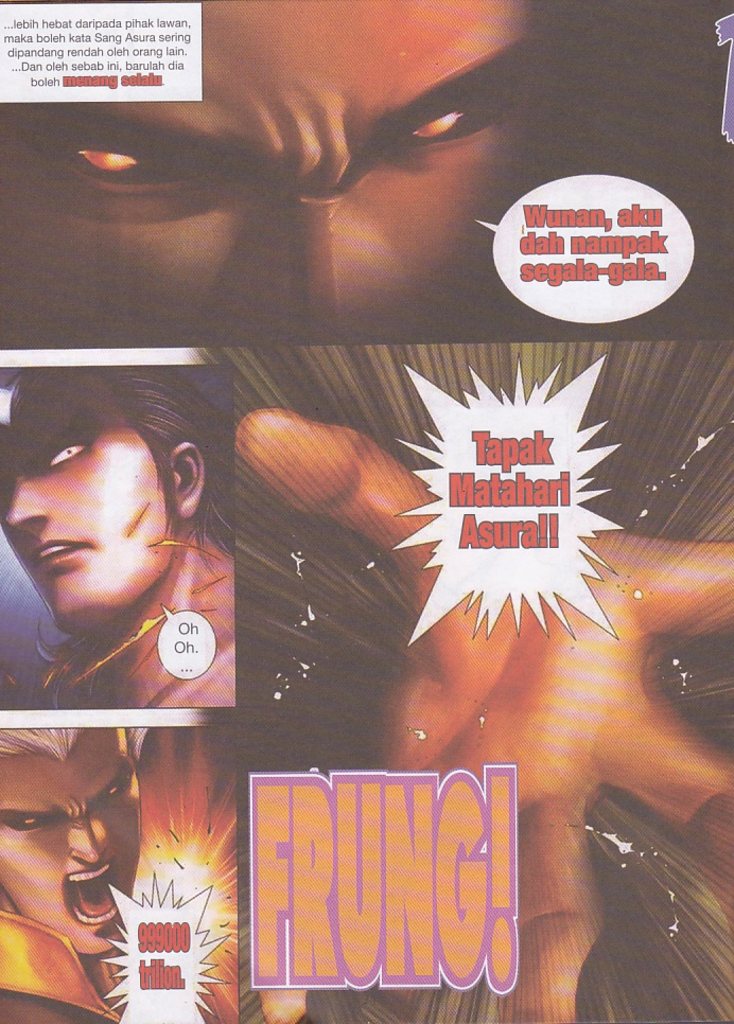 ...lebih hebat daripada pihak lawan,
maka boleh kata Sang Asura sering
dipandang rendah oleh orang lain.
...Dan oleh sebab ini, barulah dia
boleh menang selalu.
Wunan, aku
dah nampak
segala-gala.
Tapak
Matahari
Asura!!
Oh
Oh.
...
FRUNG!
999000
trillion.